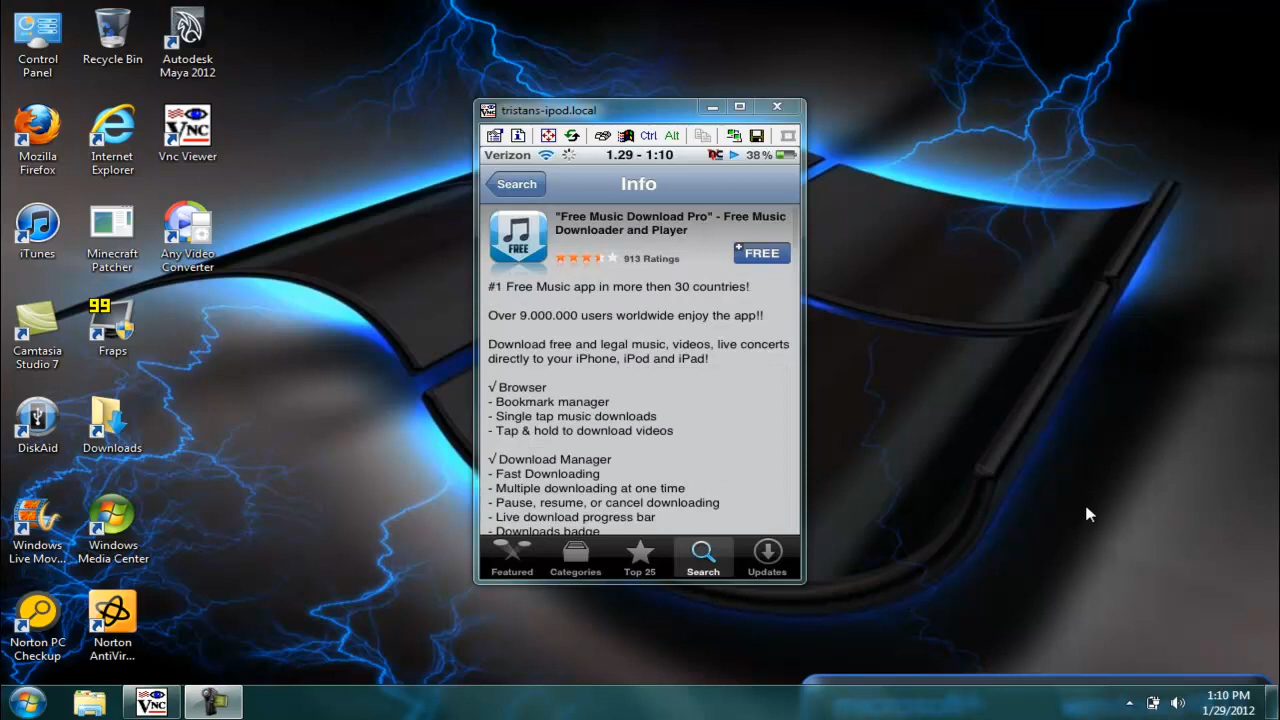 Control
Panel
Recycle Bin
Autodesk
Maya 2012
Mozilla
Firefox
Internet
Explorer
VNC
Vnc Viewer
iTunes
Minecraft
Patcher
Any Video
Converter
Camtasia
Studio 7
99
Fraps
DiskAid
Downloads
Windows
Live Mov...
Windows
Media Center
Norton PC
Checkup
Norton
AntiVir...
tristans-ipod.local
Ctrl Alt
Verizon 1.29 - 1:10 38%
Search Info
"Free Music Download Pro" - Free Music
Downloader and Player
FREE
913 Ratings
FREE
#1 Free Music app in more then 30 countries!
Over 9.000.000 users worldwide enjoy the app!!
Download free and legal music, videos, live concerts
directly to your iPhone, iPod and iPad!
√ Browser
- Bookmark manager
- Single tap music downloads
- Tap & hold to download videos
√ Download Manager
- Fast Downloading
- Multiple downloading at one time
- Pause, resume, or cancel downloading
- Live download progress bar
- Downloads badge
Featured Categories Top 25 Search Updates
VNC
1:10 PM
1/29/2012